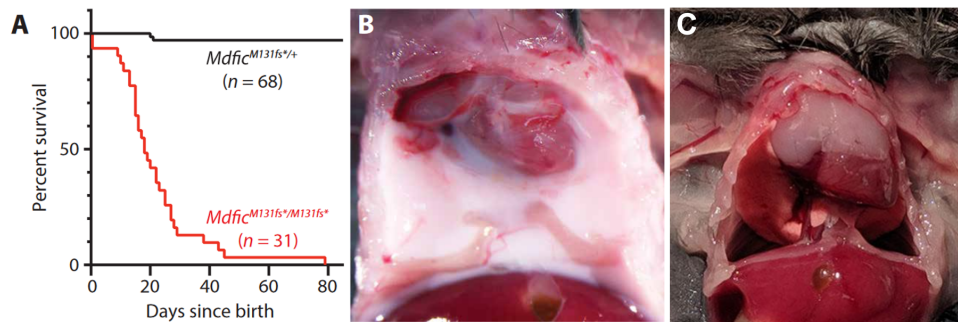 A
B
C
100
50
0
Percent survival
Mdfic^M131fs*/+
(n = 68)
Mdfic^M131fs*/M131fs*
(n = 31)
0 20 40 60 80
Days since birth